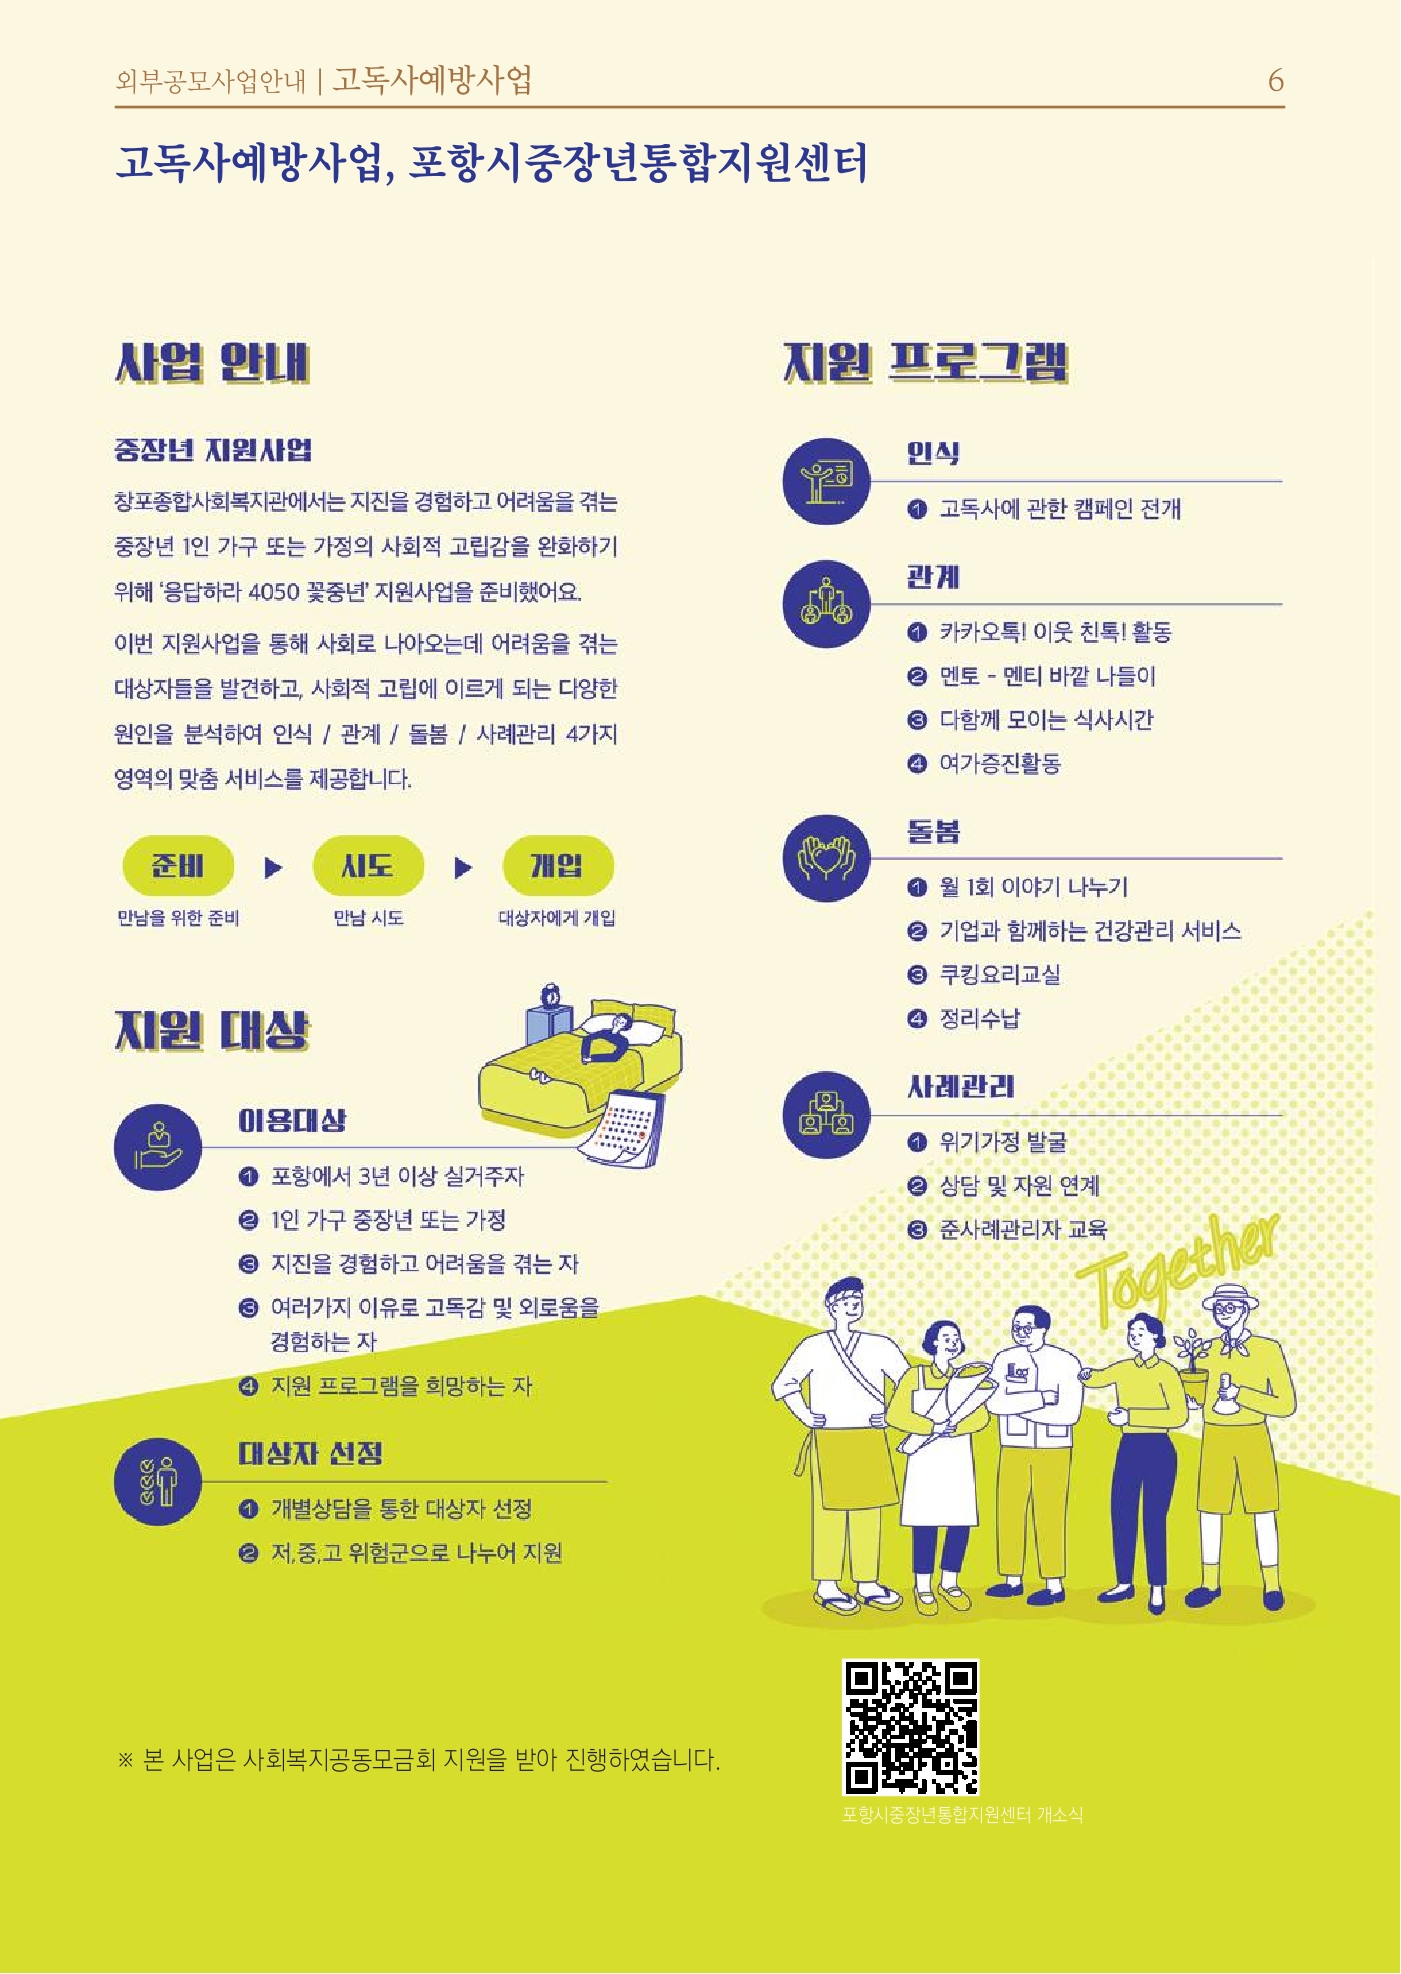 외부공모사업안내 | 고독사예방사업
6
고독사예방사업, 포항시중장년통합지원센터
사업 안내
중장년 지원사업
창포종합사회복지관에서는 지진을 경험하고 어려움을 겪는
중장년 1인 가구 또는 가정의 사회적 고립감을 완화하기
위해 '응답하라 4050 꽃중년' 지원사업을 준비했어요.
이번 지원사업을 통해 사회로 나아오는데 어려움을 겪는
대상자들을 발견하고, 사회적 고립에 이르게 되는 다양한
원인을 분석하여 인식 / 관계 / 돌봄 / 사례관리 4가지
영역의 맞춤 서비스를 제공합니다.
준비 ▶ 시도 ▶ 개입
만남을 위한 준비 만남 시도 대상자에게 개입
지원 대상
이용대상
❶ 포항에서 3년 이상 실거주자
❷ 1인 가구 중장년 또는 가정
❸ 지진을 경험하고 어려움을 겪는 자
❸ 여러가지 이유로 고독감 및 외로움을
경험하는 자
❹ 지원 프로그램을 희망하는 자
대상자 선정
❶ 개별상담을 통한 대상자 선정
❷ 저,중,고 위험군으로 나누어 지원
지원 프로그램
인식
❶ 고독사에 관한 캠페인 전개
관계
❶ 카카오톡! 이웃 친톡! 활동
❷ 멘토 - 멘티 바깥 나들이
❸ 다함께 모이는 식사시간
❹ 여가증진활동
돌봄
❶ 월 1회 이야기 나누기
❷ 기업과 함께하는 건강관리 서비스
❸ 쿠킹요리교실
❹ 정리수납
사례관리
❶ 위기가정 발굴
❷ 상담 및 자원 연계
❸ 준사례관리자 교육
Together
※ 본 사업은 사회복지공동모금회 지원을 받아 진행하였습니다.
포항시중장년통합지원센터 개소식